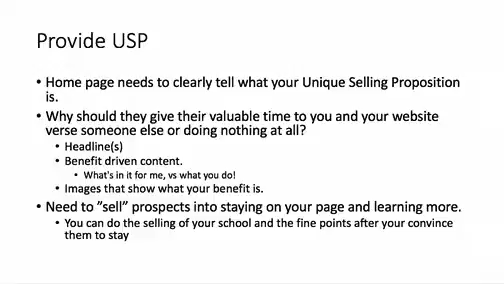 Provide USP
• Home page needs to clearly tell what your Unique Selling Proposition
is.
• Why should they give their valuable time to you and your website
verse someone else or doing nothing at all?
• Headline(s)
• Benefit driven content.
• What's in it for me, vs what you do!
• Images that show what your benefit is.
• Need to ”sell” prospects into staying on your page and learning more.
• You can do the selling of your school and the fine points after your convince
them to stay